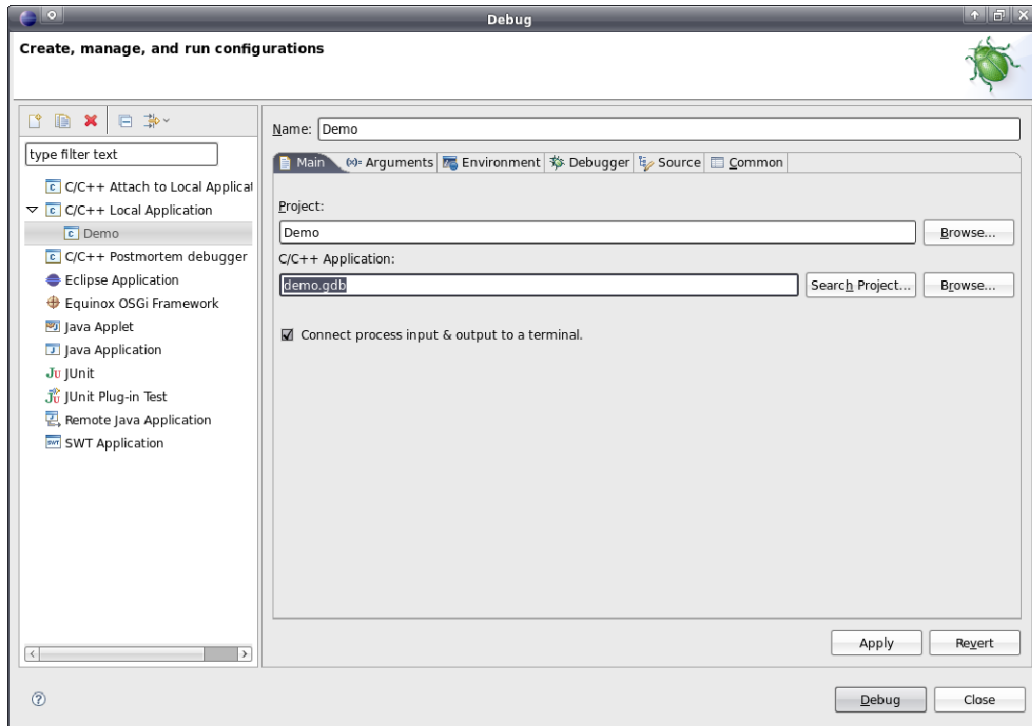 Debug
Create, manage, and run configurations
type filter text
C/C++ Attach to Local Applicat
C/C++ Local Application
Demo
C/C++ Postmortem debugger
Eclipse Application
Equinox OSGi Framework
Java Applet
Java Application
JUnit
JUnit Plug-in Test
Remote Java Application
SWT Application
Name: Demo
Main (x)= Arguments Environment Debugger Source Common
Project:
Demo Browse...
C/C++ Application:
demo.gdb Search Project... Browse...
Connect process input & output to a terminal.
Apply Revert
Debug Close